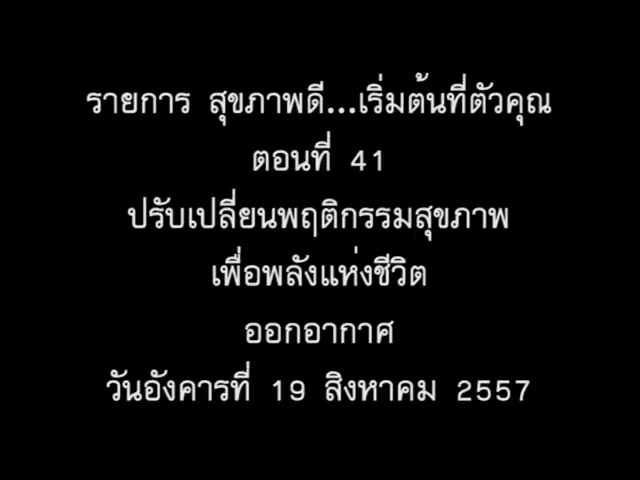 รายการ สุขภาพดี...เริ่มต้นที่ตัวคุณ
ตอนที่ 41
ปรับเปลี่ยนพฤติกรรมสุขภาพ
เพื่อพลังแห่งชีวิต
ออกอากาศ
วันอังคารที่ 19 สิงหาคม 2557